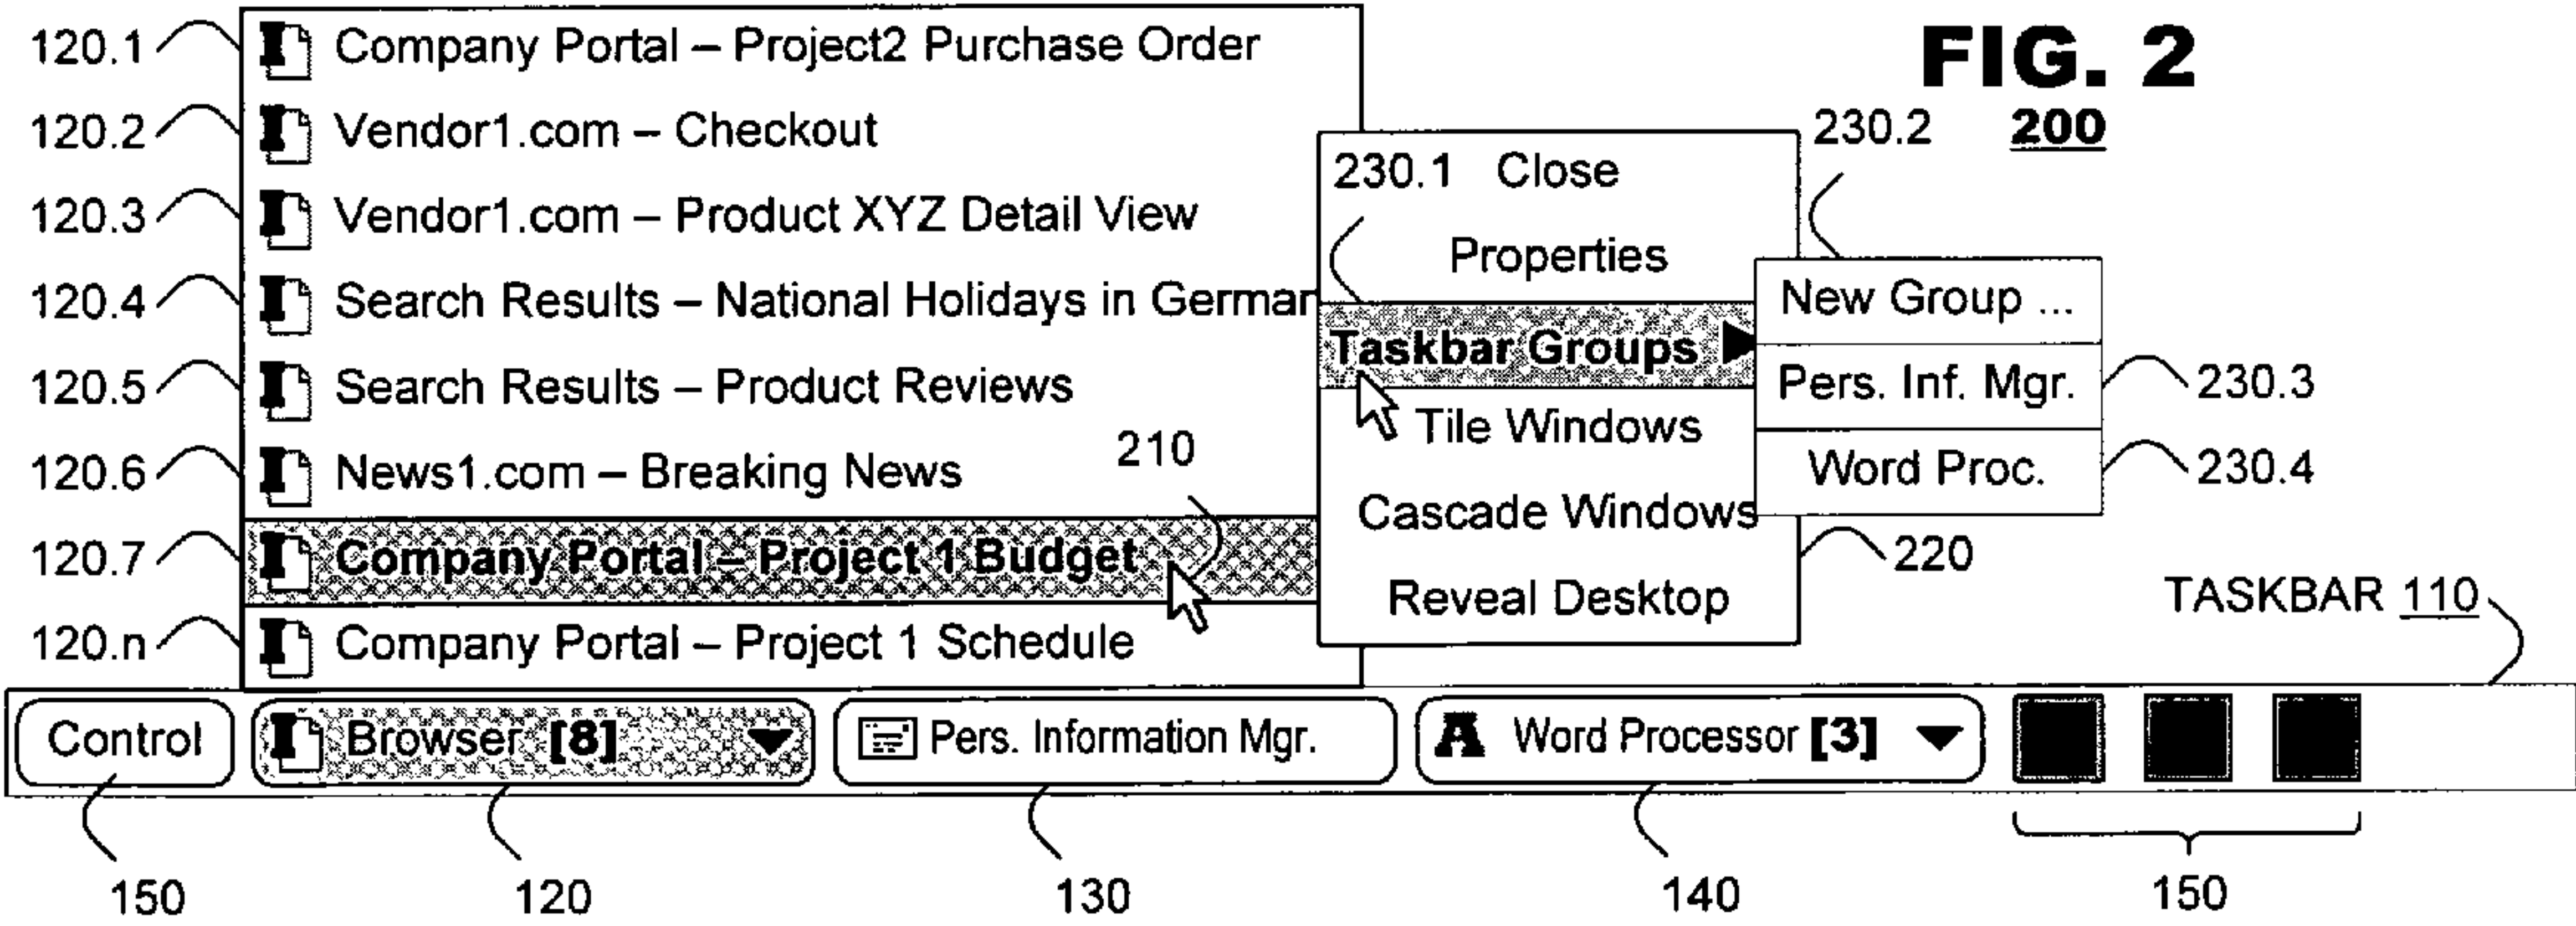 FIG. 2
200
120.1 Company Portal – Project2 Purchase Order
120.2 Vendor1.com – Checkout
120.3 Vendor1.com – Product XYZ Detail View
120.4 Search Results – National Holidays in German
120.5 Search Results – Product Reviews
120.6 News1.com – Breaking News
120.7 Company Portal – Project 1 Budget
120.n Company Portal – Project 1 Schedule
210
230.1 Close
Properties
Taskbar Groups
Tile Windows
Cascade Windows
Reveal Desktop
220
230.2
New Group ...
Pers. Inf. Mgr. 230.3
Word Proc. 230.4
TASKBAR 110
Control
I Browser [8]
Pers. Information Mgr.
A Word Processor [3]
150
120
130
140
150